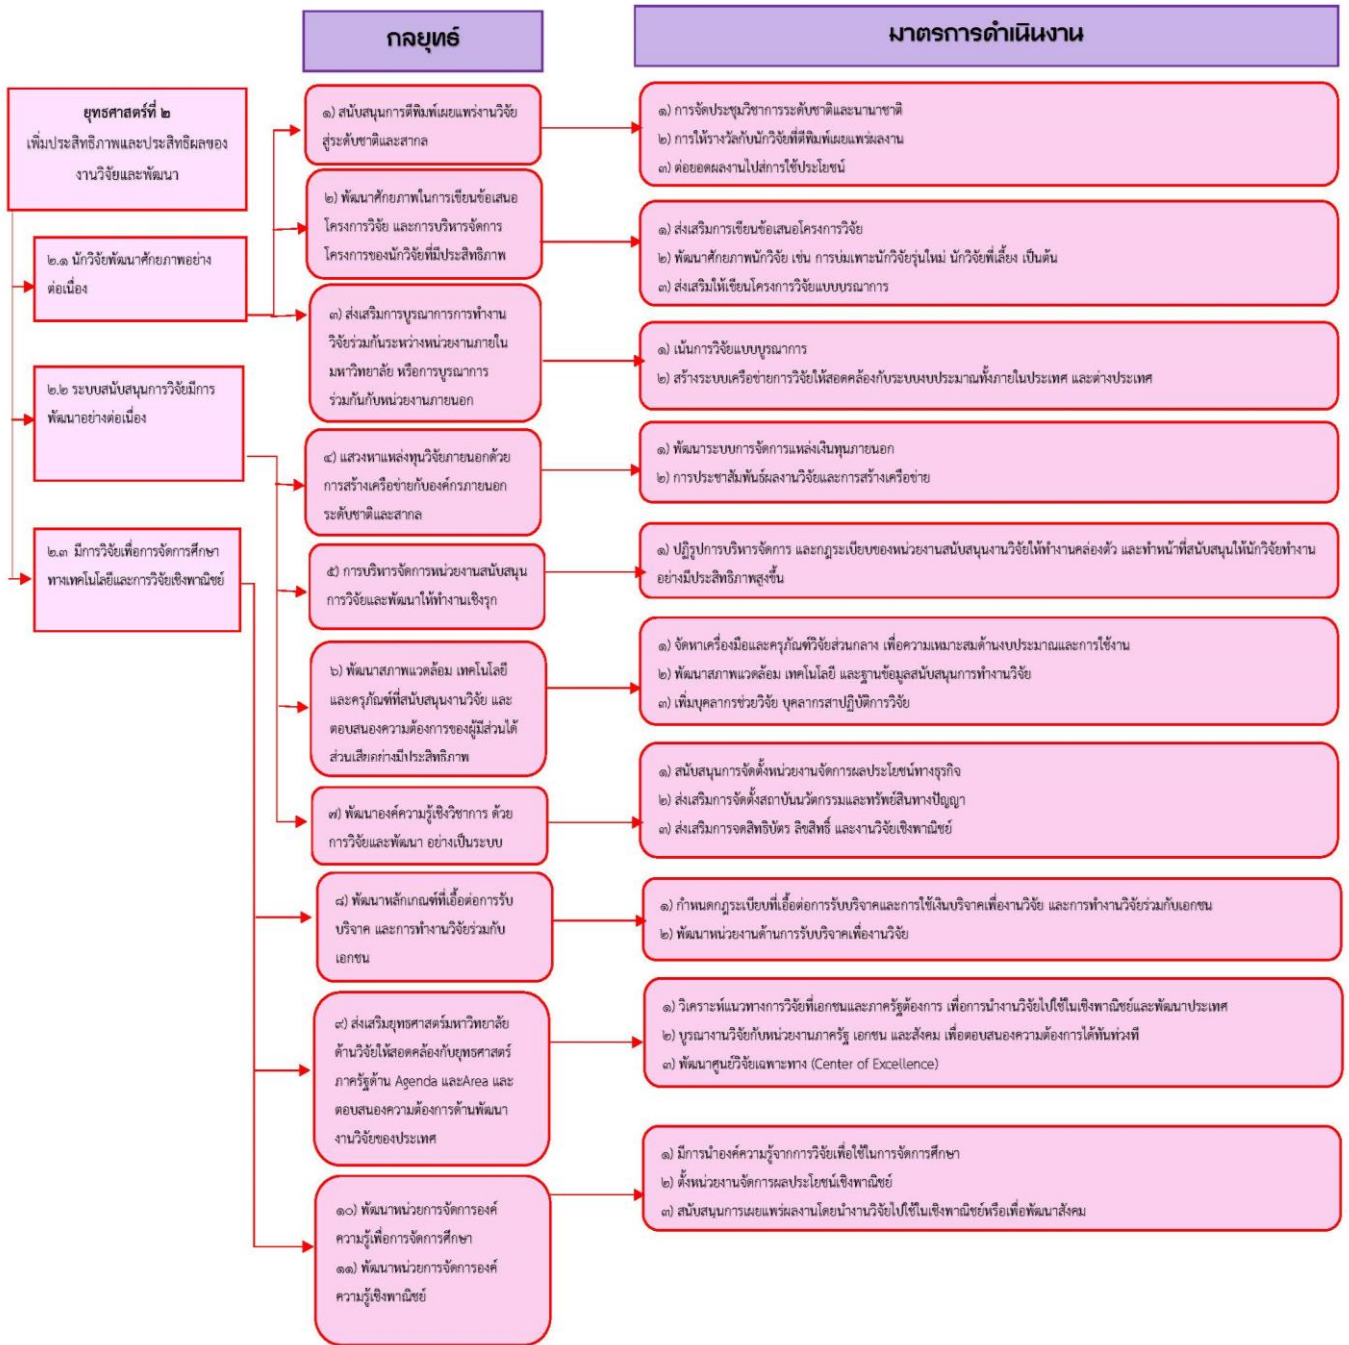 กลยุทธ์
มาตรการดำเนินงาน
ยุทธศาสตร์ที่ ๒
เพิ่มประสิทธิภาพและประสิทธิผลของ
งานวิจัยและพัฒนา
๒.๑ นักวิจัยพัฒนาศักยภาพอย่าง
ต่อเนื่อง
๒.๒ ระบบสนับสนุนการวิจัยมีการ
พัฒนาอย่างต่อเนื่อง
๒.๓ มีการวิจัยเพื่อการจัดการศึกษา
ทางเทคโนโลยีและการวิจัยเชิงพาณิชย์
๑) สนับสนุนการตีพิมพ์เผยแพร่งานวิจัย
สู่ระดับชาติและสากล
๑) การจัดประชุมวิชาการระดับชาติและนานาชาติ
๒) การให้รางวัลกับนักวิจัยที่ตีพิมพ์เผยแพร่ผลงาน
๓) ต่อยอดผลงานไปสู่การใช้ประโยชน์
๒) พัฒนาศักยภาพในการเขียนข้อเสนอ
โครงการวิจัย และการบริหารจัดการ
โครงการของนักวิจัยที่มีประสิทธิภาพ
๑) ส่งเสริมการเขียนข้อเสนอโครงการวิจัย
๒) พัฒนาศักยภาพนักวิจัย เช่น การบ่มเพาะนักวิจัยรุ่นใหม่ นักวิจัยพี่เลี้ยง เป็นต้น
๓) ส่งเสริมให้เขียนโครงการวิจัยแบบบูรณาการ
๓) ส่งเสริมการบูรณาการการทำงาน
วิจัยร่วมกันระหว่างหน่วยงานภายใน
มหาวิทยาลัย หรือการบูรณาการ
ร่วมกันกับหน่วยงานภายนอก
๑) เน้นการวิจัยแบบบูรณาการ
๒) สร้างระบบเครือข่ายการวิจัยให้สอดคล้องกับระบบงบประมาณทั้งภายในประเทศ และต่างประเทศ
๔) แสวงหาแหล่งทุนวิจัยภายนอกด้วย
การสร้างเครือข่ายกับองค์กรภายนอก
ระดับชาติและสากล
๑) พัฒนาระบบการจัดการแหล่งเงินทุนภายนอก
๒) การประชาสัมพันธ์ผลงานวิจัยและการสร้างเครือข่าย
๕) การบริหารจัดการหน่วยงานสนับสนุน
การวิจัยและพัฒนาให้ทำงานเชิงรุก
๑) ปฏิรูปการบริหารจัดการ และกฎระเบียบของหน่วยงานสนับสนุนงานวิจัยให้ทำงานคล่องตัว และทำหน้าที่สนับสนุนให้นักวิจัยทำงาน
อย่างมีประสิทธิภาพสูงขึ้น
๖) พัฒนาสภาพแวดล้อม เทคโนโลยี
และครุภัณฑ์ที่สนับสนุนงานวิจัย และ
ตอบสนองความต้องการของผู้มีส่วนได้
ส่วนเสียอย่างมีประสิทธิภาพ
๑) จัดหาเครื่องมือและครุภัณฑ์วิจัยส่วนกลาง เพื่อความเหมาะสมด้านงบประมาณและการใช้งาน
๒) พัฒนาสภาพแวดล้อม เทคโนโลยี และฐานข้อมูลสนับสนุนการทำงานวิจัย
๓) เพิ่มบุคลากรช่วยวิจัย บุคลากรสาปฏิบัติการวิจัย
๗) พัฒนาองค์ความรู้เชิงวิชาการ ด้วย
การวิจัยและพัฒนา อย่างเป็นระบบ
๑) สนับสนุนการจัดตั้งหน่วยงานจัดการผลประโยชน์ทางธุรกิจ
๒) ส่งเสริมการจัดตั้งสถาบันนวัตกรรมและทรัพย์สินทางปัญญา
๓) ส่งเสริมการจดสิทธิบัตร ลิขสิทธิ์ และงานวิจัยเชิงพาณิชย์
๘) พัฒนาหลักเกณฑ์ที่เอื้อต่อการรับ
บริจาค และการทำงานวิจัยร่วมกับ
เอกชน
๑) กำหนดกฎระเบียบที่เอื้อต่อการรับบริจาคและการใช้เงินบริจาคเพื่องานวิจัย และการทำงานวิจัยร่วมกับเอกชน
๒) พัฒนาหน่วยงานด้านการรับบริจาคเพื่องานวิจัย
๙) ส่งเสริมยุทธศาสตร์มหาวิทยาลัย
ด้านวิจัยให้สอดคล้องกับยุทธศาสตร์
ภาครัฐด้าน Agenda และArea และ
ตอบสนองความต้องการด้านพัฒนา
งานวิจัยของประเทศ
๑) วิเคราะห์แนวทางการวิจัยที่เอกชนและภาครัฐต้องการ เพื่อการนำงานวิจัยไปใช้ในเชิงพาณิชย์และพัฒนาประเทศ
๒) บูรณางานวิจัยกับหน่วยงานภาครัฐ เอกชน และสังคม เพื่อตอบสนองความต้องการได้ทันท่วงที
๓) พัฒนาศูนย์วิจัยเฉพาะทาง (Center of Excellence)
๑๐) พัฒนาหน่วยการจัดการองค์
ความรู้เพื่อการจัดการศึกษา
๑๑) พัฒนาหน่วยการจัดการองค์
ความรู้เชิงพาณิชย์
๑) มีการนำองค์ความรู้จากการวิจัยเพื่อใช้ในการจัดการศึกษา
๒) ตั้งหน่วยงานจัดการผลประโยชน์เชิงพาณิชย์
๓) สนับสนุนการเผยแพร่ผลงานโดยนำงานวิจัยไปใช้ในเชิงพาณิชย์หรือเพื่อพัฒนาสังคม